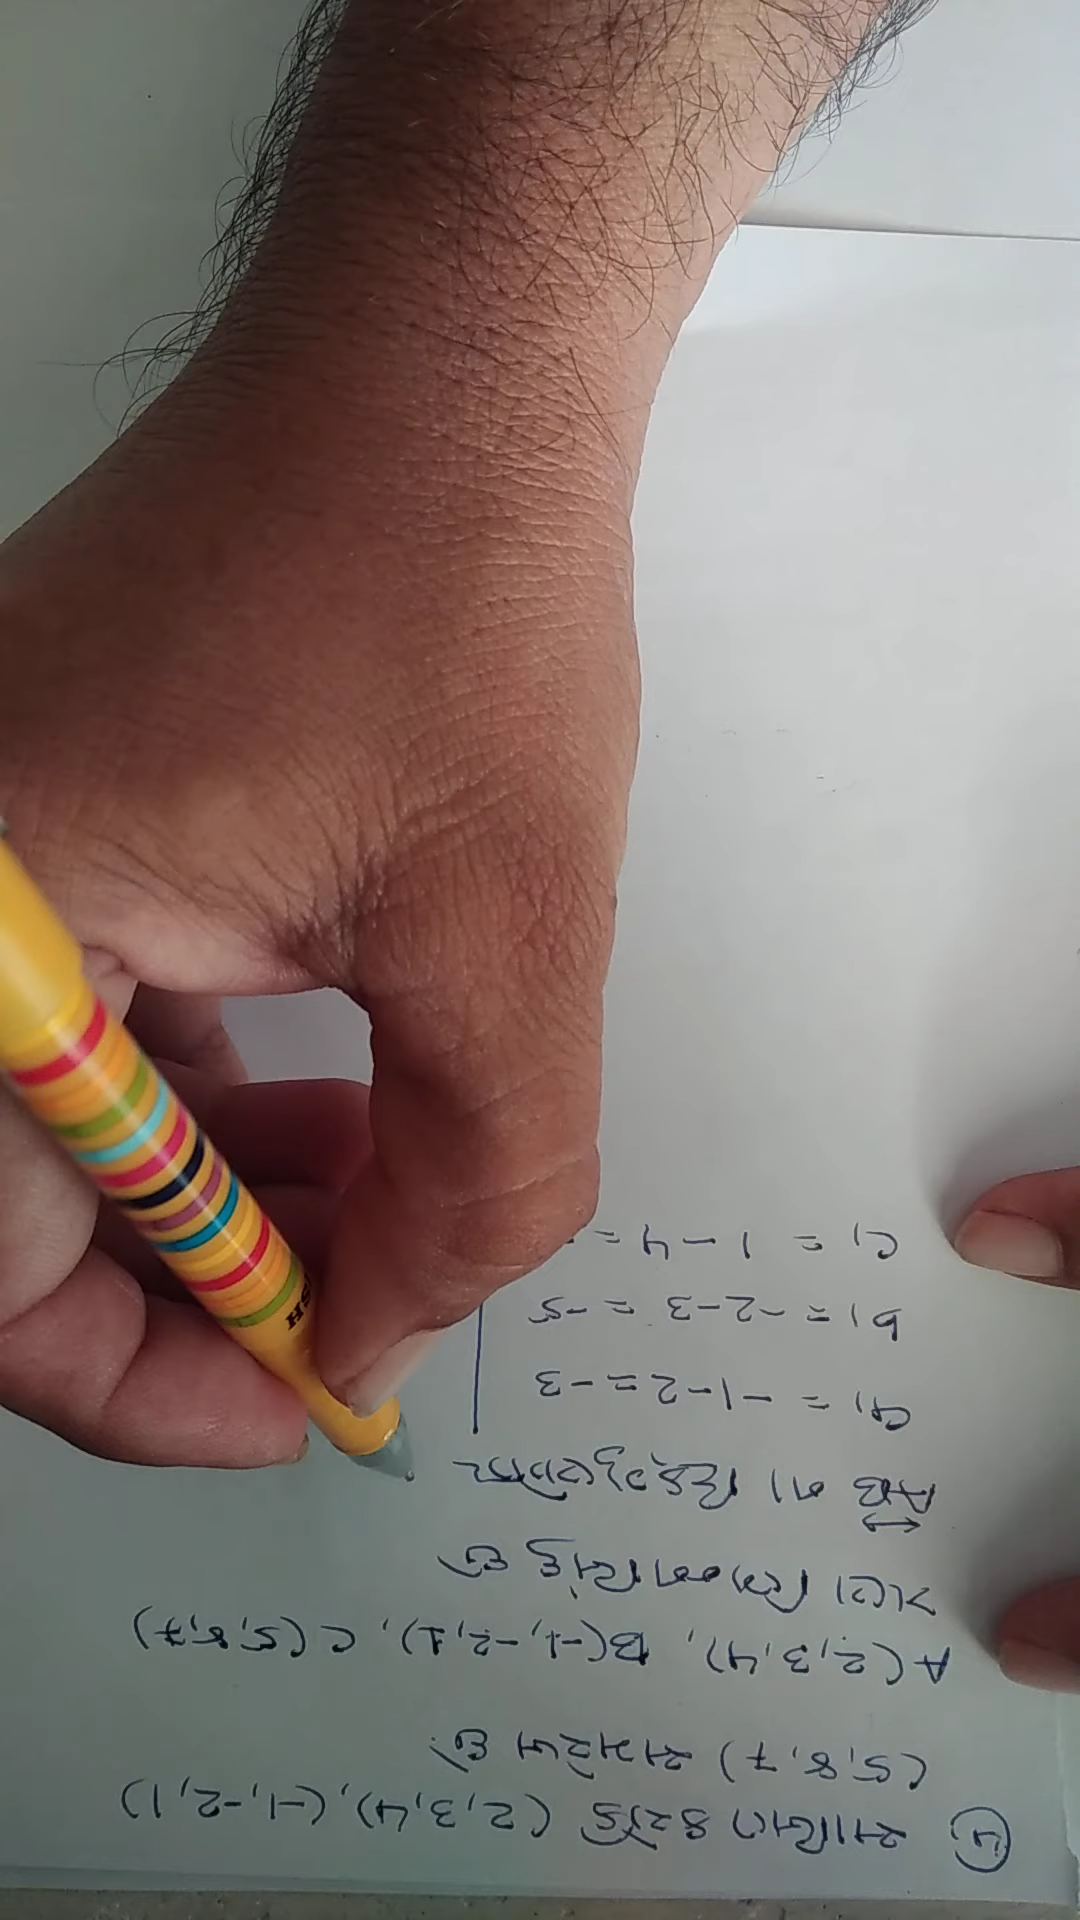 ④ સાબિત કરો કે (2,3,4), (-1,-2,1)
(5,8,7) સમરેખ છે.
A(2,3,4), B(-1,-2,1), C(5,8,7)
ધારો ત્રણ બિંદુ છે
AB ના દિક્ગુણોત્તર
a₁ = -1-2 = -3
b₁ = -2-3 = -5
c₁ = 1-4 =